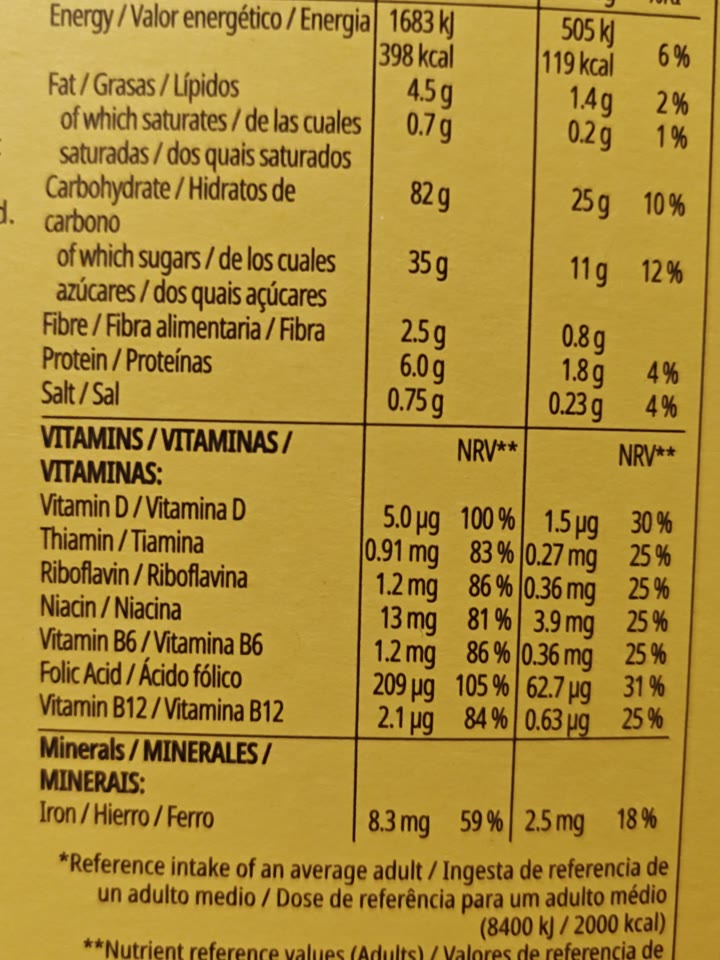 Energy / Valor energético / Energia 1683 kJ 505 kJ
398 kcal 119 kcal 6 %
Fat / Grasas / Lípidos 4.5 g 1.4 g 2 %
of which saturates / de las cuales 0.7 g 0.2 g 1 %
saturadas / dos quais saturados
Carbohydrate / Hidratos de 82 g 25 g 10 %
d. carbono
of which sugars / de los cuales 35 g 11 g 12 %
azúcares / dos quais açúcares
Fibre / Fibra alimentaria / Fibra 2.5 g 0.8 g
Protein / Proteínas 6.0 g 1.8 g 4 %
Salt / Sal 0.75 g 0.23 g 4 %
VITAMINS / VITAMINAS / NRV** NRV**
VITAMINAS:
Vitamin D / Vitamina D 5.0 µg 100 % 1.5 µg 30 %
Thiamin / Tiamina 0.91 mg 83 % 0.27 mg 25 %
Riboflavin / Riboflavina 1.2 mg 86 % 0.36 mg 25 %
Niacin / Niacina 13 mg 81 % 3.9 mg 25 %
Vitamin B6 / Vitamina B6 1.2 mg 86 % 0.36 mg 25 %
Folic Acid / Ácido fólico 209 µg 105 % 62.7 µg 31 %
Vitamin B12 / Vitamina B12 2.1 µg 84 % 0.63 µg 25 %
Minerals / MINERALES /
MINERAIS:
Iron / Hierro / Ferro 8.3 mg 59 % 2.5 mg 18 %
*Reference intake of an average adult / Ingesta de referencia de
un adulto medio / Dose de referência para um adulto médio
(8400 kJ / 2000 kcal)
**Nutrient reference values (Adults) / Valores de referencia de